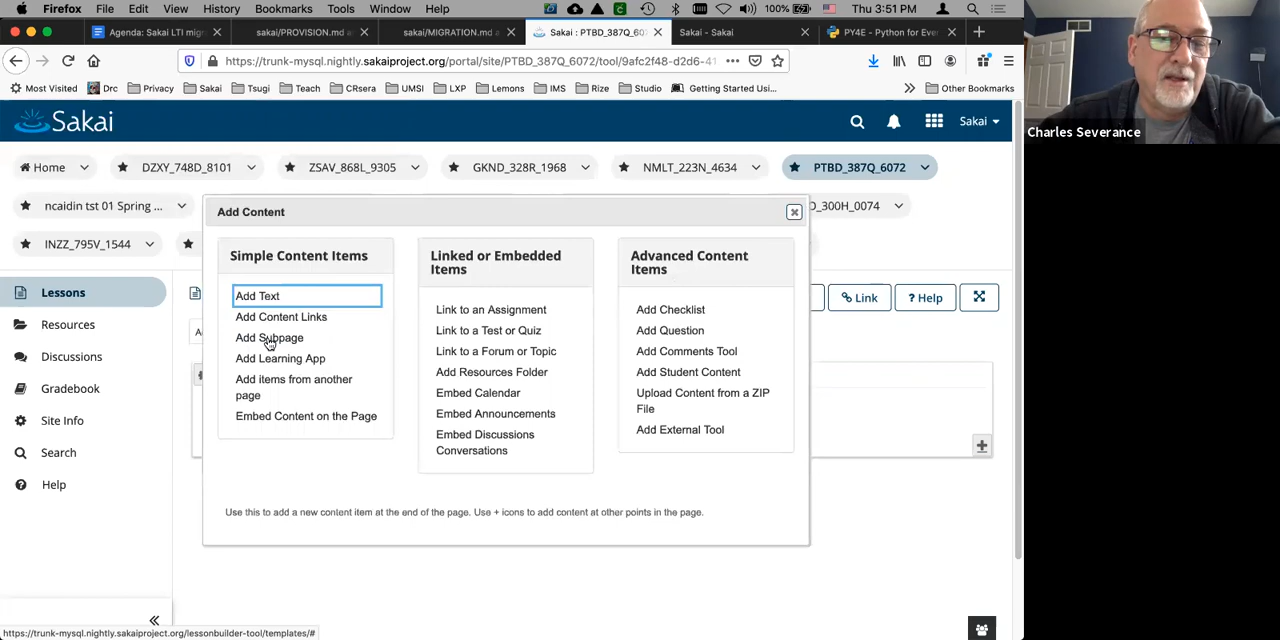 Firefox File Edit View History Bookmarks Tools Window Help 100% Thu 3:51 PM
Agenda: Sakai LTI mig sakai/PROVISION.md a sakai/MIGRATION.md a Sakai : PTBD_387Q_60 Sakai - Sakai PY4E - Python for Eve
https://trunk-mysql.nightly.sakaiproject.org/portal/site/PTBD_387Q_6072/tool/9afc2f48-d2d6-41
Most Visited Drc Privacy Sakai Tsugi Teach CRsera UMSI LXP Lemons IMS Rize Studio Getting Started Usi... Other Bookmarks
Charles Severance
Sakai Sakai
Home DZXY_748D_8101 ZSAV_868L_9305 GKND_328R_1968 NMLT_223N_4634 PTBD_387Q_6072
ncaidin tst 01 Spring ... D_300H_0074
INZZ_795V_1544
Add Content
Lessons
Resources
Discussions
Gradebook
Site Info
Search
Help
Simple Content Items
Add Text
Add Content Links
Add Subpage
Add Learning App
Add items from another
page
Embed Content on the Page
Linked or Embedded
Items
Link to an Assignment
Link to a Test or Quiz
Link to a Forum or Topic
Add Resources Folder
Embed Calendar
Embed Announcements
Embed Discussions
Conversations
Advanced Content
Items
Add Checklist
Add Question
Add Comments Tool
Add Student Content
Upload Content from a ZIP
File
Add External Tool
Link ? Help
Use this to add a new content item at the end of the page. Use + icons to add content at other points in the page.
https://trunk-mysql.nightly.sakaiproject.org/lessonbuilder-tool/templates/#